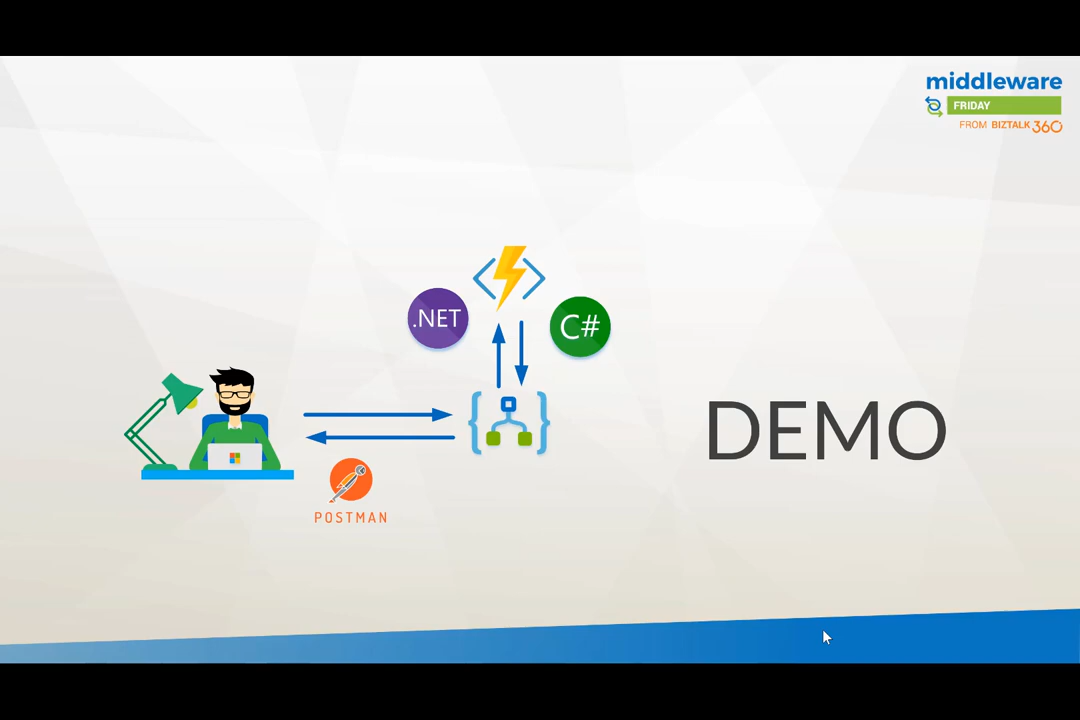 middleware
FRIDAY
FROM BIZTALK 360
.NET
C#
DEMO
POSTMAN